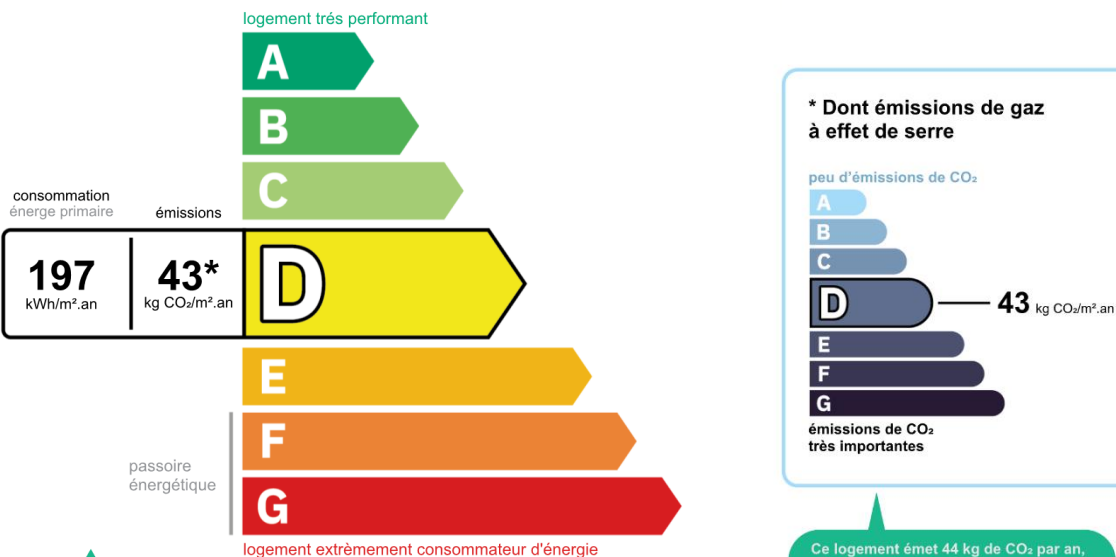 logement trés performant
A
B
C
consommation
énerge primaire
émissions
197
kWh/m².an
43*
kg CO₂/m².an
D
E
F
G
passoire
énergétique
logement extrèmement consommateur d'énergie
* Dont émissions de gaz
à effet de serre
peu d'émissions de CO₂
A
B
C
D
43 kg CO₂/m².an
E
F
G
émissions de CO₂
très importantes
Ce logement émet 44 kg de CO₂ par an,